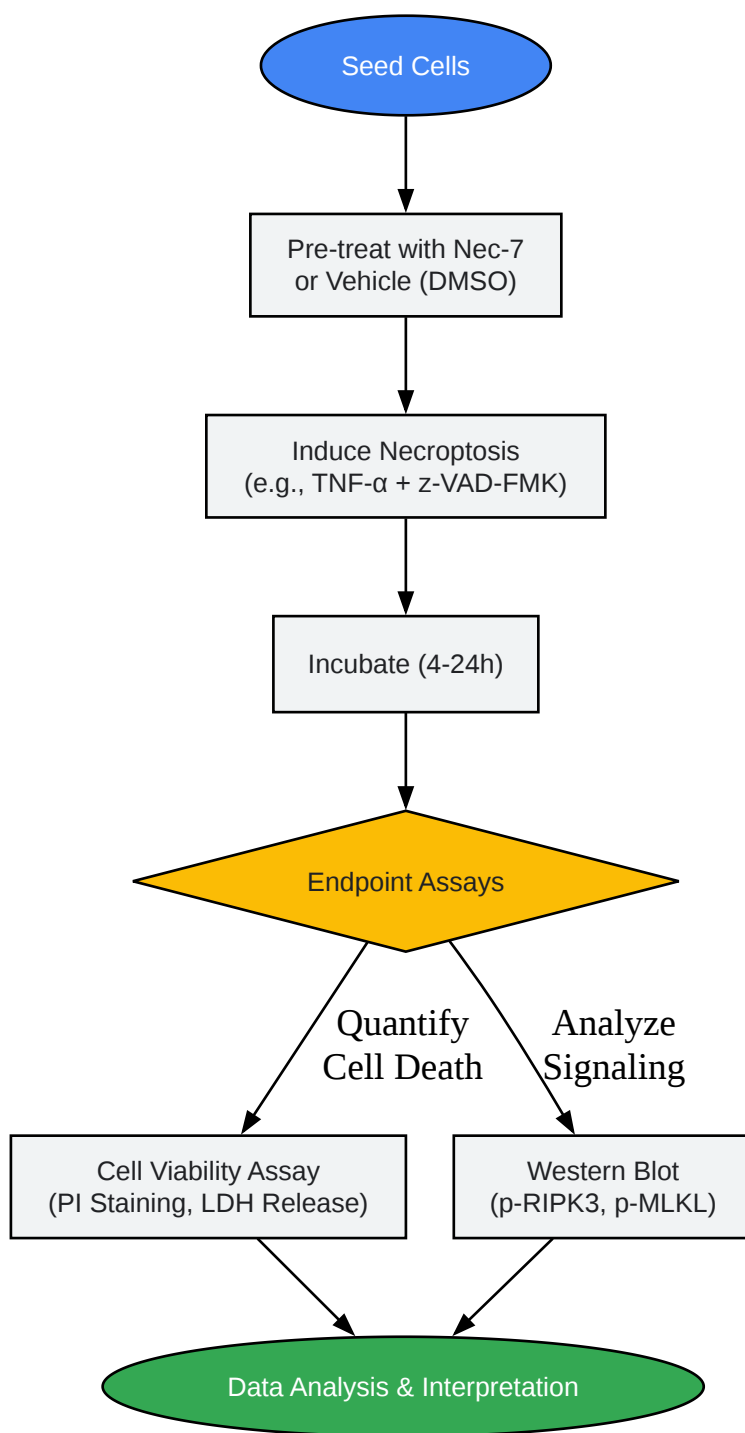 Seed Cells
Pre-treat with Nec-7
or Vehicle (DMSO)
Induce Necroptosis
(e.g., TNF-α + z-VAD-FMK)
Incubate (4-24h)
Endpoint Assays
Quantify
Cell Death
Analyze
Signaling
Cell Viability Assay
(PI Staining, LDH Release)
Western Blot
(p-RIPK3, p-MLKL)
Data Analysis & Interpretation